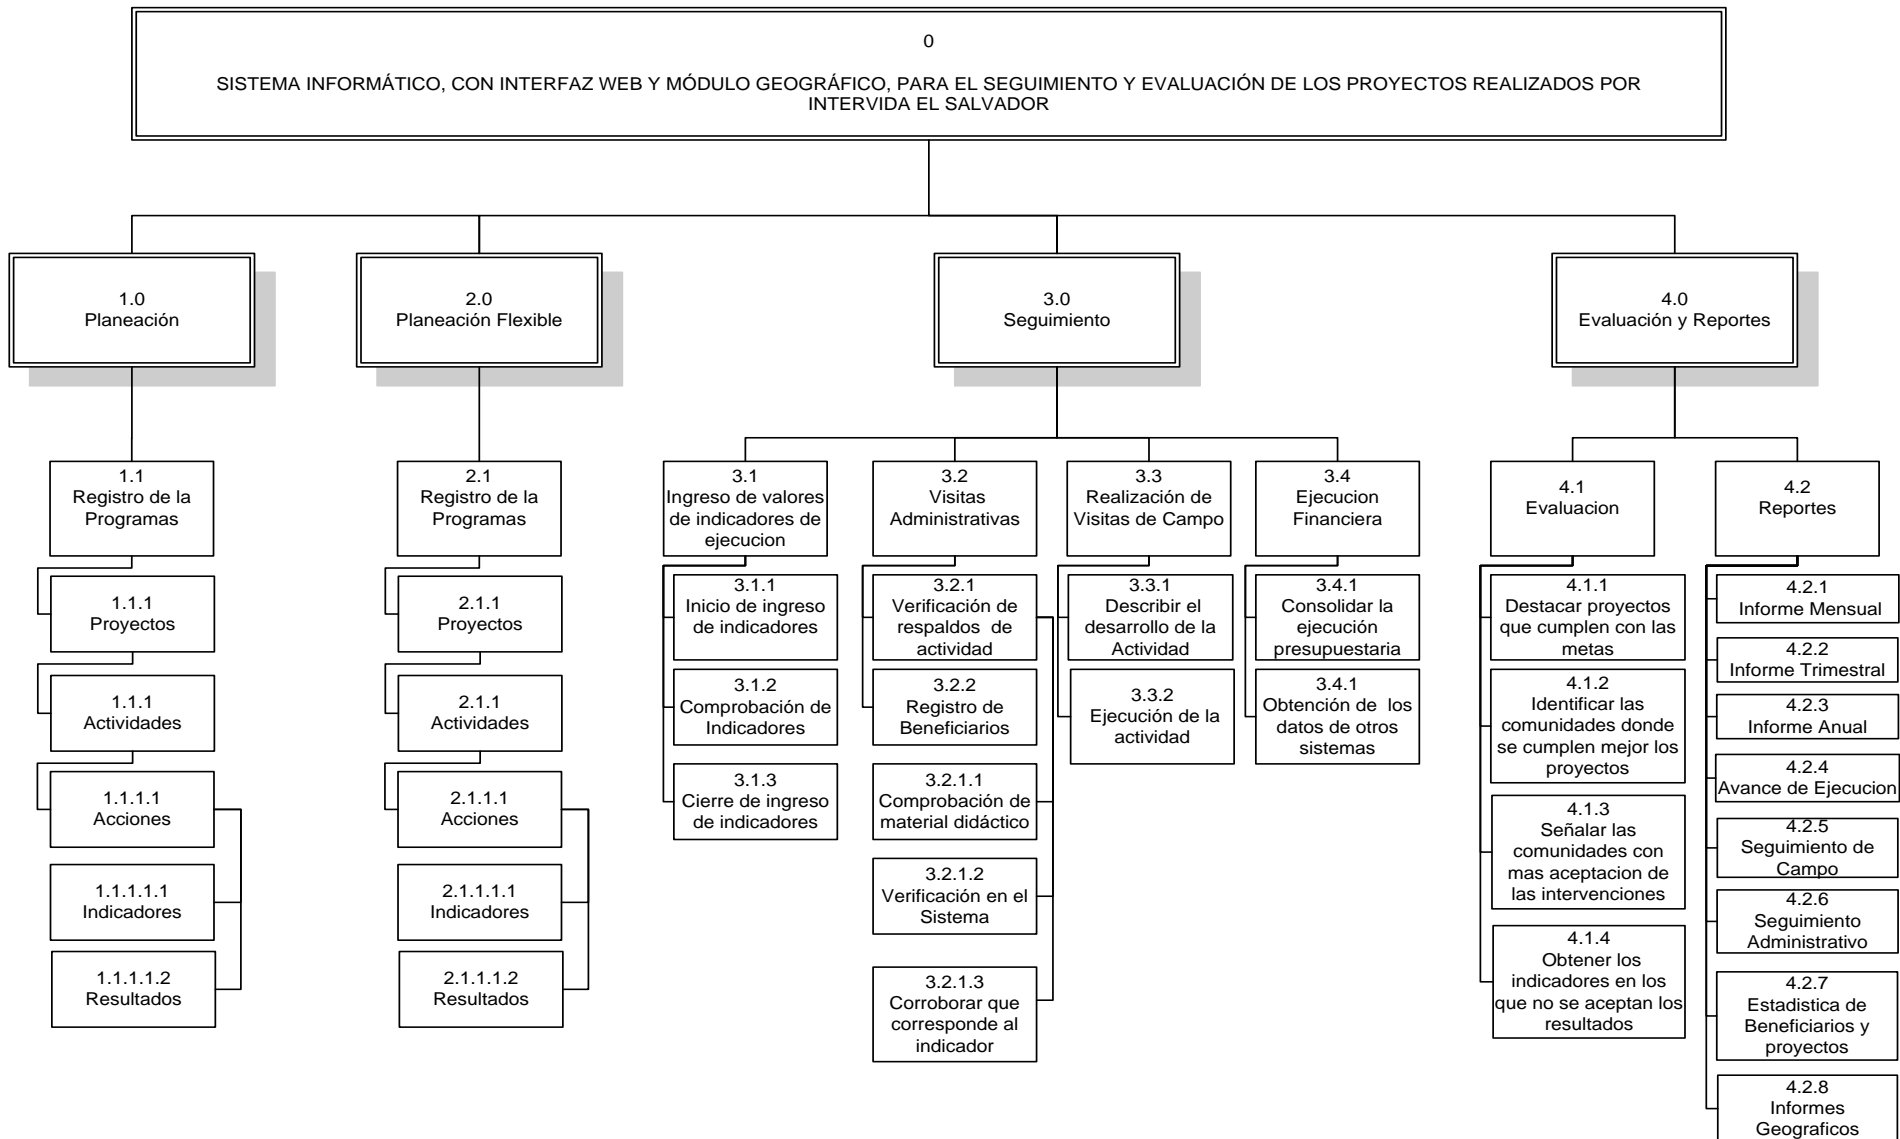 0
SISTEMA INFORMÁTICO, CON INTERFAZ WEB Y MÓDULO GEOGRÁFICO, PARA EL SEGUIMIENTO Y EVALUACIÓN DE LOS PROYECTOS REALIZADOS POR
INTERVIDA EL SALVADOR
1.0
Planeación
2.0
Planeación Flexible
3.0
Seguimiento
4.0
Evaluación y Reportes
1.1
Registro de la
Programas
1.1.1
Proyectos
1.1.1
Actividades
1.1.1.1
Acciones
1.1.1.1.1
Indicadores
1.1.1.1.2
Resultados
2.1
Registro de la
Programas
2.1.1
Proyectos
2.1.1
Actividades
2.1.1.1
Acciones
2.1.1.1.1
Indicadores
2.1.1.1.2
Resultados
3.1
Ingreso de valores
de indicadores de
ejecucion
3.1.1
Inicio de ingreso
de indicadores
3.1.2
Comprobación de
Indicadores
3.1.3
Cierre de ingreso
de indicadores
3.2
Visitas
Administrativas
3.2.1
Verificación de
respaldos de
actividad
3.2.2
Registro de
Beneficiarios
3.2.1.1
Comprobación de
material didáctico
3.2.1.2
Verificación en el
Sistema
3.2.1.3
Corroborar que
corresponde al
indicador
3.3
Realización de
Visitas de Campo
3.3.1
Describir el
desarrollo de la
Actividad
3.3.2
Ejecución de la
actividad
3.4
Ejecucion
Financiera
3.4.1
Consolidar la
ejecución
presupuestaria
3.4.1
Obtención de los
datos de otros
sistemas
4.1
Evaluacion
4.1.1
Destacar proyectos
que cumplen con las
metas
4.1.2
Identificar las
comunidades donde
se cumplen mejor los
proyectos
4.1.3
Señalar las
comunidades con
mas aceptacion de
las intervenciones
4.1.4
Obtener los
indicadores en los
que no se aceptan los
resultados
4.2
Reportes
4.2.1
Informe Mensual
4.2.2
Informe Trimestral
4.2.3
Informe Anual
4.2.4
Avance de Ejecucion
4.2.5
Seguimiento de
Campo
4.2.6
Seguimiento
Administrativo
4.2.7
Estadistica de
Beneficiarios y
proyectos
4.2.8
Informes
Geograficos